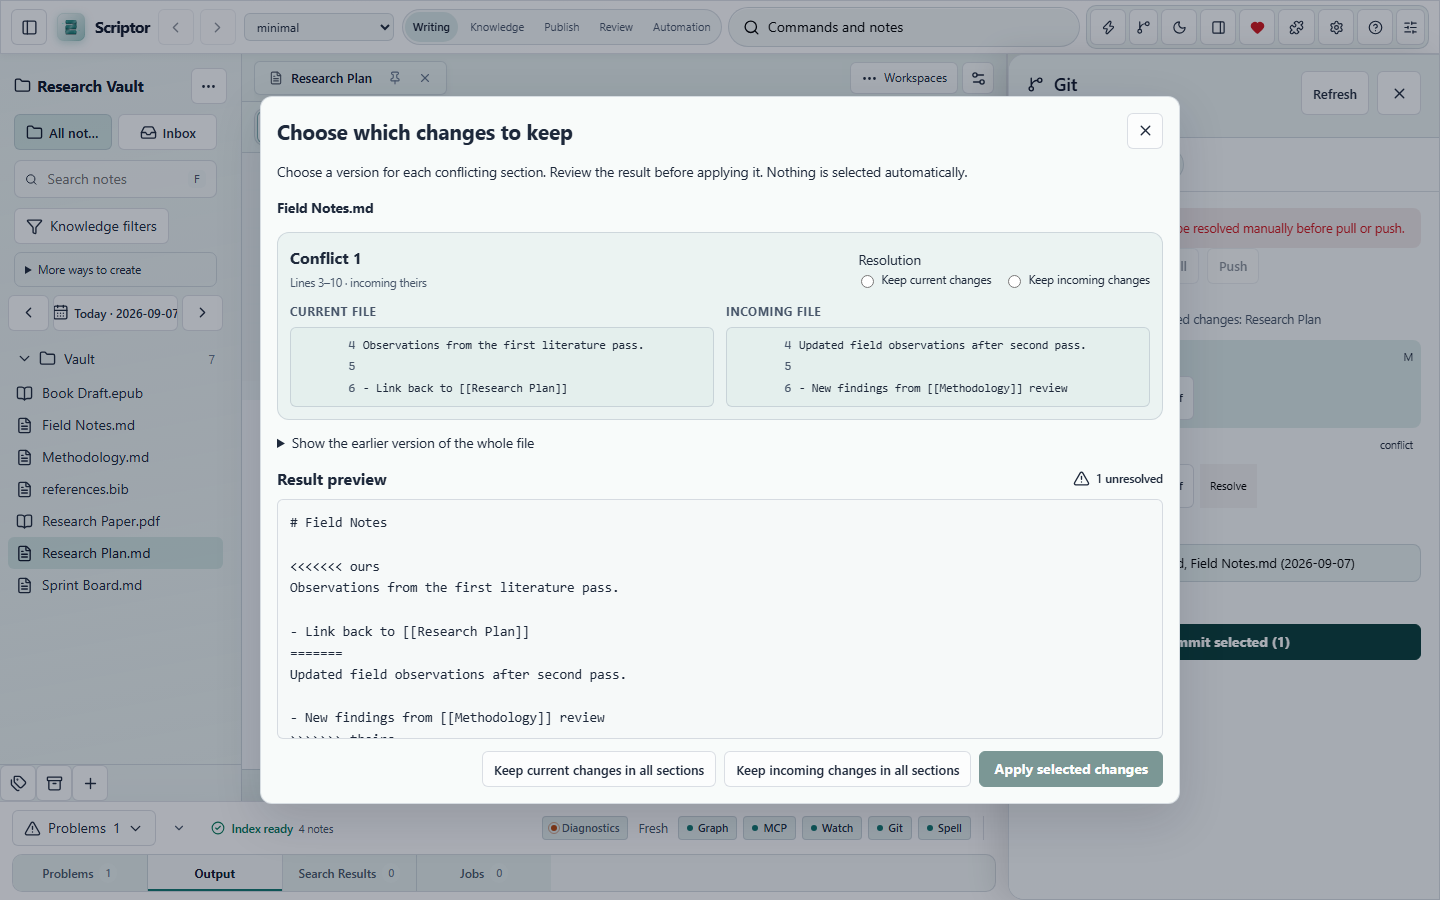 Scriptor
minimal
Writing
Knowledge
Publish
Review
Automation
Commands and notes
Research Vault
Research Plan
Workspaces
Git
Refresh
All not...
Inbox
Search notes
F
Knowledge filters
More ways to create
Today · 2026-09-07
Vault
7
Book Draft.epub
Field Notes.md
Methodology.md
references.bib
Research Paper.pdf
Research Plan.md
Sprint Board.md
Choose which changes to keep
Choose a version for each conflicting section. Review the result before applying it. Nothing is selected automatically.
Field Notes.md
Conflict 1
Lines 3–10 · incoming theirs
Resolution
Keep current changes
Keep incoming changes
CURRENT FILE
4 Observations from the first literature pass.
5
6 - Link back to [[Research Plan]]
INCOMING FILE
4 Updated field observations after second pass.
5
6 - New findings from [[Methodology]] review
Show the earlier version of the whole file
Result preview
1 unresolved
# Field Notes
<<<<<<< ours
Observations from the first literature pass.
- Link back to [[Research Plan]]
=======
Updated field observations after second pass.
- New findings from [[Methodology]] review
Keep current changes in all sections
Keep incoming changes in all sections
Apply selected changes
be resolved manually before pull or push.
Push
changes: Research Plan
M
conflict
Resolve
Field Notes.md (2026-09-07)
selected (1)
Problems 1
Index ready 4 notes
Diagnostics
Fresh
Graph
MCP
Watch
Git
Spell
Problems 1
Output
Search Results 0
Jobs 0